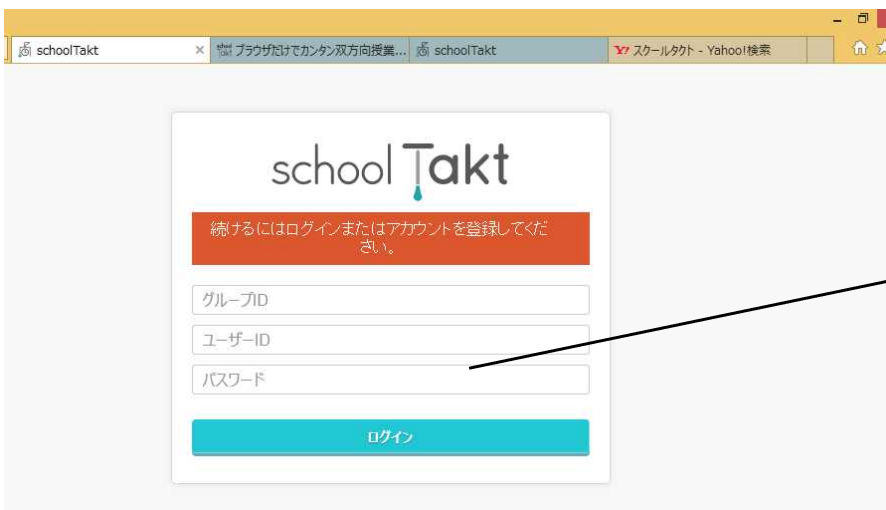 schoolTakt
ブラウザだけでカンタン双方向授業...
schoolTakt
スクールタクト - Yahoo!検索
school Takt
続けるにはログインまたはアカウントを登録してくだ
さい。
グループID
ユーザーID
パスワード
ログイン